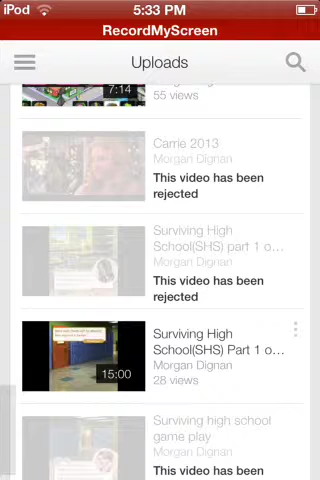 iPod 5:33 PM
RecordMyScreen
Uploads
7:14
55 views
Carrie 2013
Morgan Dignan
This video has been
rejected
Surviving High
School(SHS) part 1 o...
Morgan Dignan
This video has been
rejected
Surviving High
School(SHS) Part 1 o...
15:00
Morgan Dignan
28 views
Surviving high school
game play
Morgan Dignan
This video has been